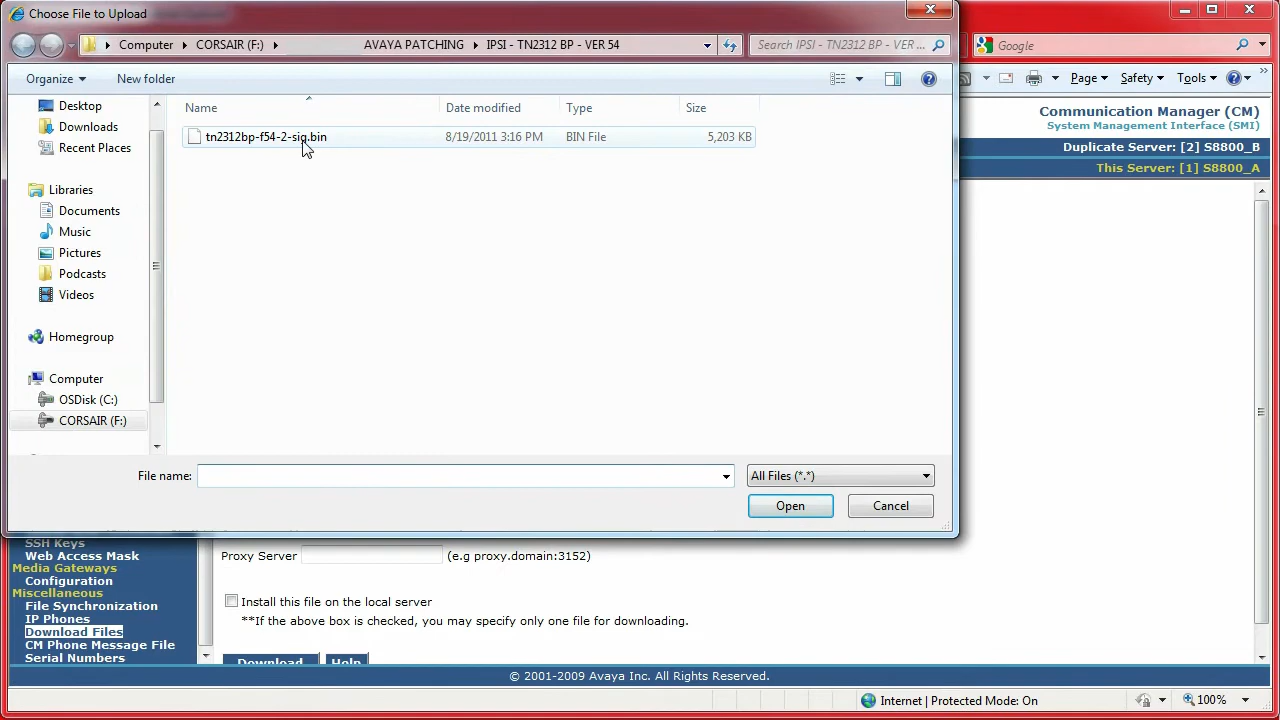 Choose File to Upload
Computer ▸ CORSAIR (F:) ▸ AVAYA PATCHING ▸ IPSI - TN2312 BP - VER 54
Search IPSI - TN2312 BP - VER ...
Google
Organize
New folder
Page
Safety
Tools
Name
Date modified
Type
Size
Desktop
Downloads
Recent Places
Libraries
Documents
Music
Pictures
Podcasts
Videos
Homegroup
Computer
OSDisk (C:)
CORSAIR (F:)
tn2312bp-f54-2-sig.bin
8/19/2011 3:16 PM
BIN File
5,203 KB
Communication Manager (CM)
System Management Interface (SMI)
Duplicate Server: [2] S8800_B
This Server: [1] S8800_A
File name:
All Files (*.*)
Open
Cancel
SSH Keys
Web Access Mask
Media Gateways
Configuration
Miscellaneous
File Synchronization
IP Phones
Download Files
CM Phone Message File
Serial Numbers
Proxy Server
(e.g proxy.domain:3152)
Install this file on the local server
**If the above box is checked, you may specify only one file for downloading.
Download
Help
© 2001-2009 Avaya Inc. All Rights Reserved.
Internet | Protected Mode: On
100%